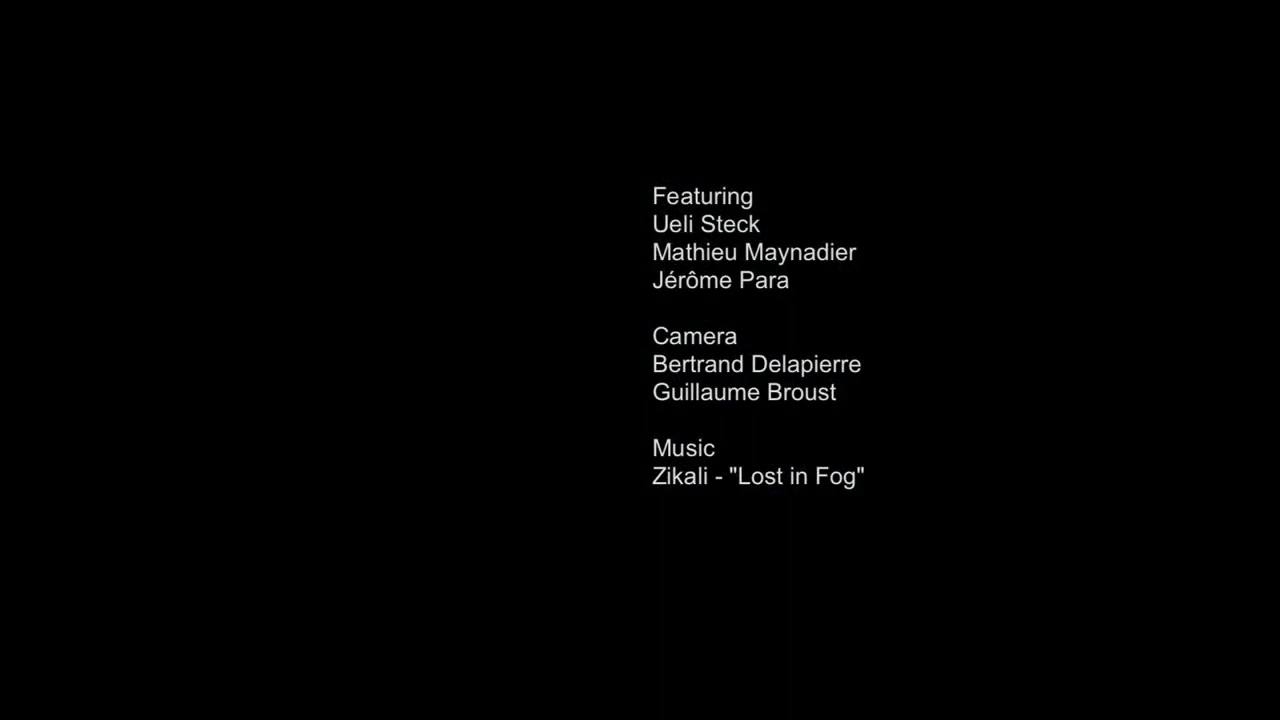 Featuring
Ueli Steck
Mathieu Maynadier
Jérôme Para
Camera
Bertrand Delapierre
Guillaume Broust
Music
Zikali - "Lost in Fog"